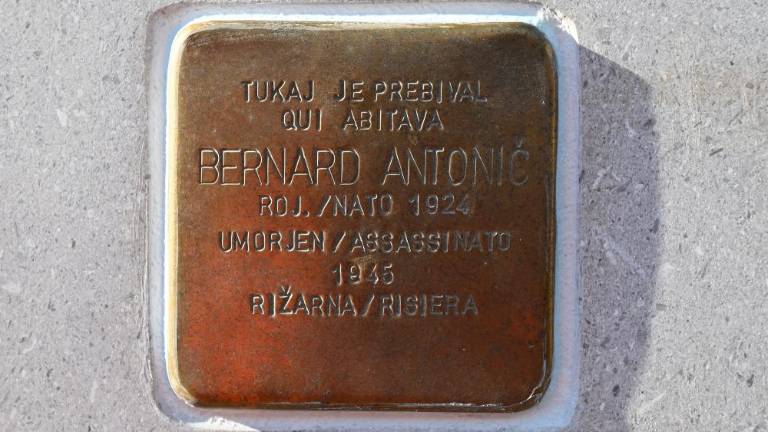 TUKAJ JE PREBIVAL
QUI ABITAVA
BERNARD ANTONIČ
ROJ./NATO 1924
UMORJEN/ASSASSINATO
1945
RIŽARNA/RISIERA